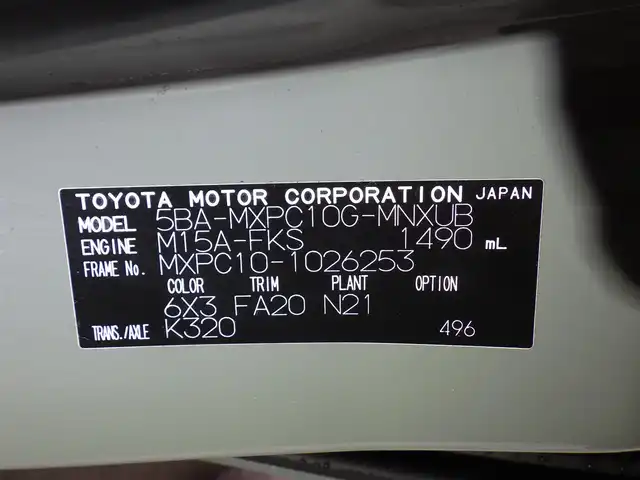 TOYOTA MOTOR CORPORATION JAPAN
MODEL 5BA-MXPC10G-MNXUB
ENGINE M15A-FKS 1490 mL
FRAME No. MXPC10-1026253
COLOR TRIM PLANT OPTION
6X3 FA20 N21
TRANS./AXLE K320 496